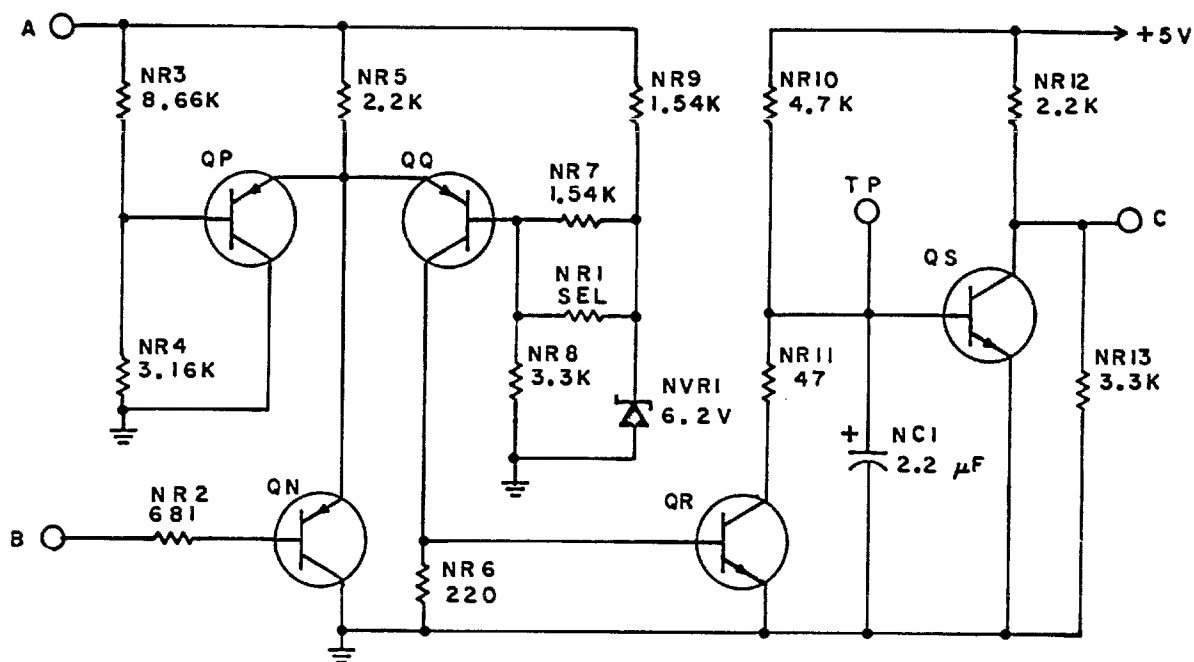 A
NR3
8.66K
NR5
2.2K
NR9
1.54K
NR10
4.7K
+5V
NR12
2.2K
QP
QQ
NR7
1.54K
TP
C
NR1
SEL
QS
NR4
3.16K
NR8
3.3K
NVR1
6.2V
NR11
47
NR13
3.3K
+
NC1
2.2 μF
B
NR2
681
QN
QR
NR6
220